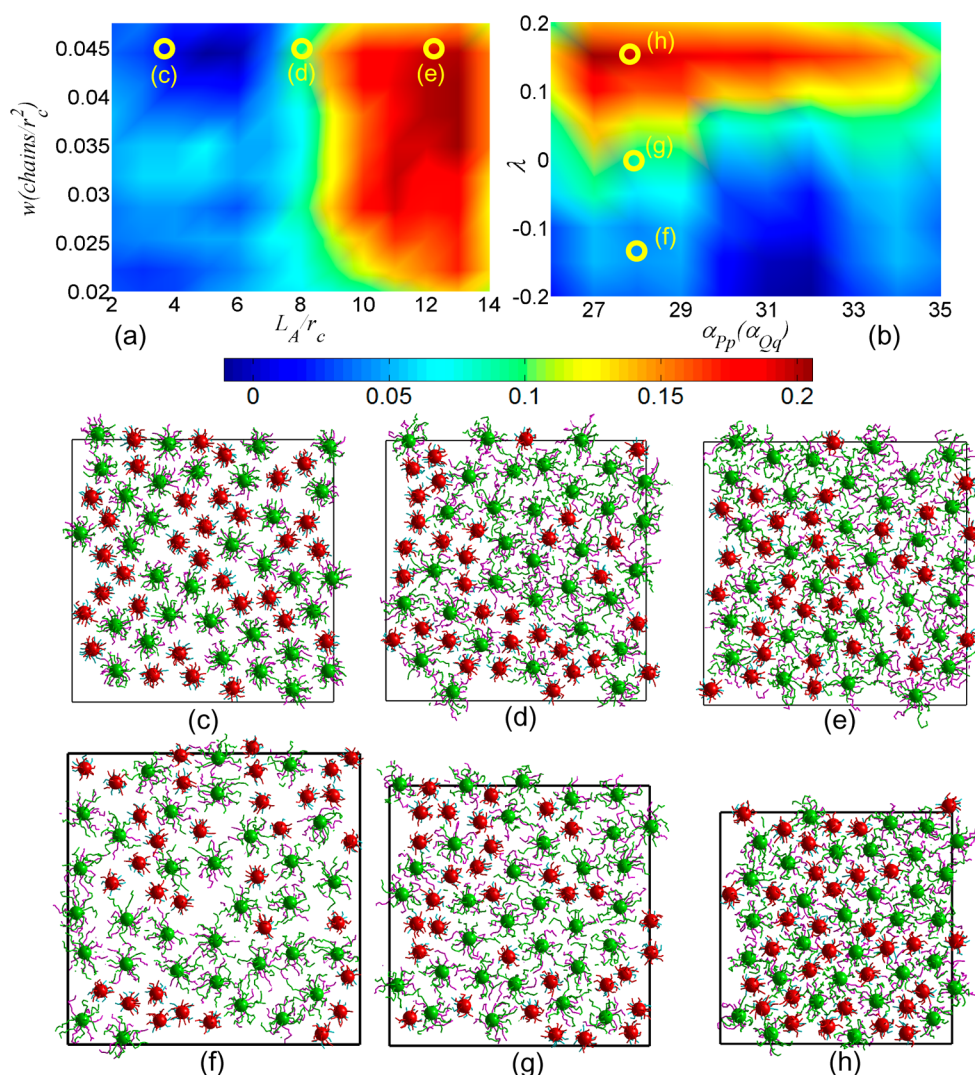 0.045
0.04
0.035
0.03
0.025
0.02
w(chains/r_c^2)
(c)
(d)
(e)
2 4 6 8 10 12 14
L_A/r_c
(a)
0.2
0.1
0
-0.1
-0.2
λ
(h)
(g)
(f)
27 29 31 33 35
α_Pp(α_Qq)
(b)
0 0.05 0.1 0.15 0.2
(c)
(d)
(e)
(f)
(g)
(h)